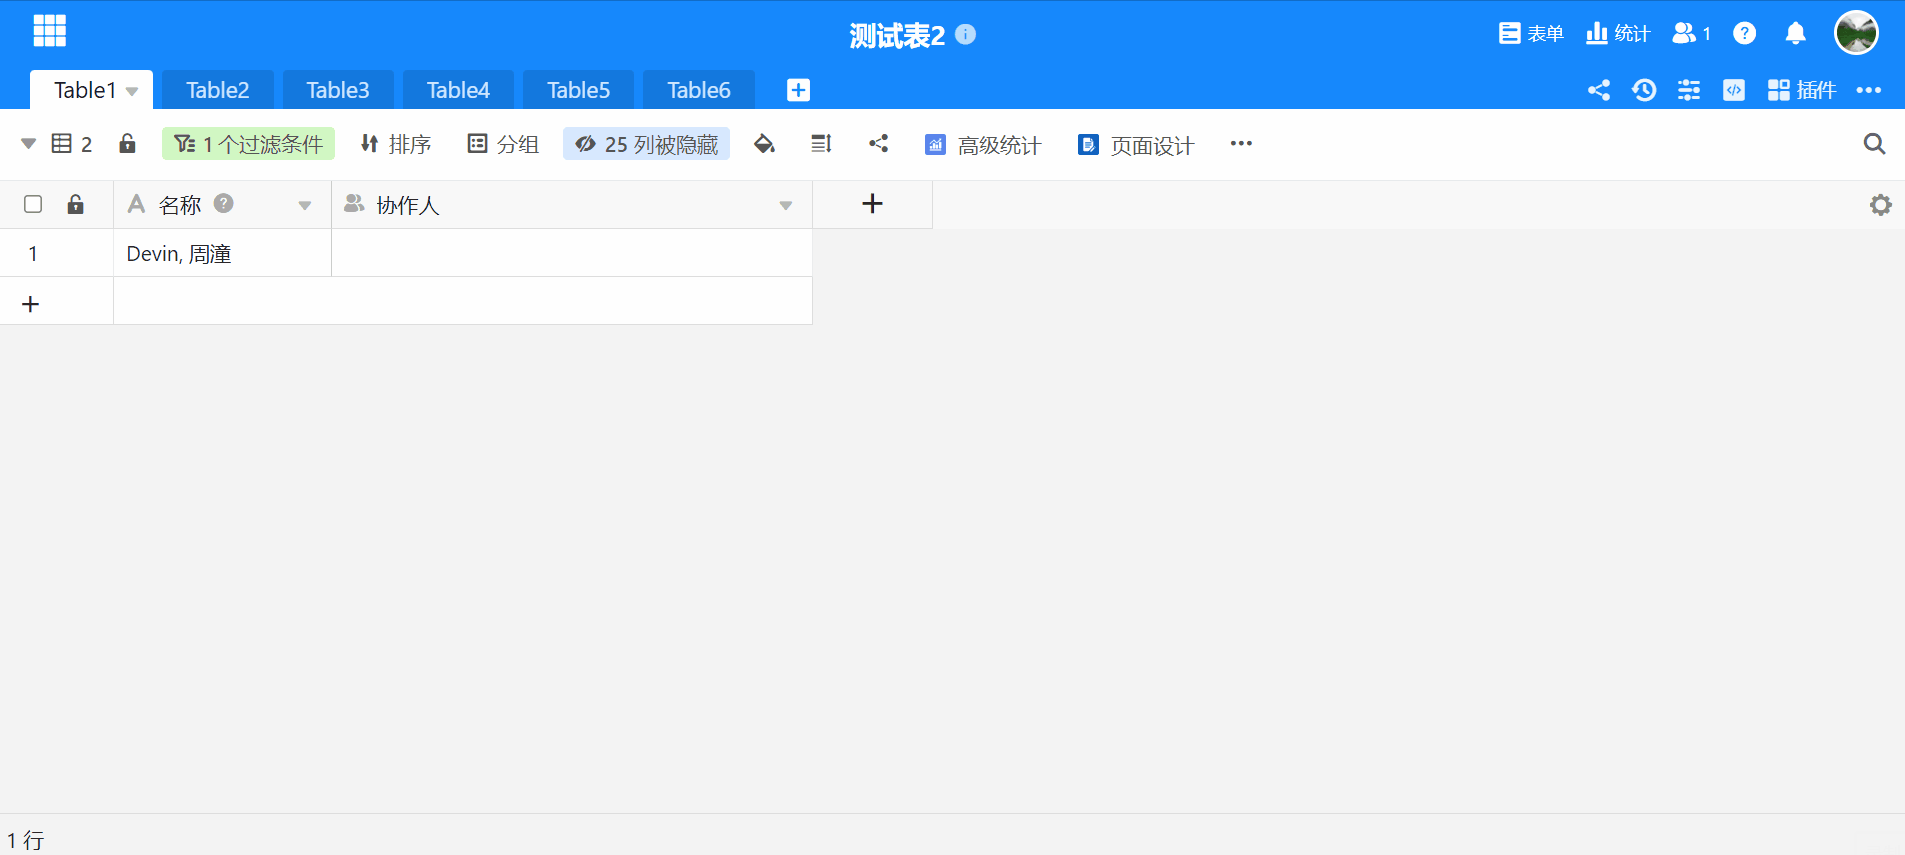 测试表2
表单 统计 1
Table1 Table2 Table3 Table4 Table5 Table6 插件
2 1 个过滤条件 排序 分组 25 列被隐藏 高级统计 页面设计
名称 协作人
1 Devin, 周潼
1 行